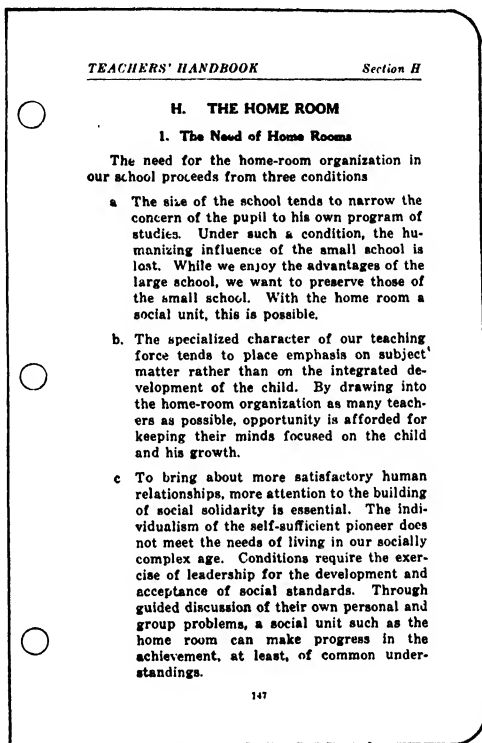 TEACHERS' HANDBOOK Section H
H. THE HOME ROOM
1. The Need of Home Rooms
The need for the home-room organization in
our school proceeds from three conditions
a The size of the school tends to narrow the
concern of the pupil to his own program of
studies. Under such a condition, the hu-
manizing influence of the small school is
lost. While we enjoy the advantages of the
large school, we want to preserve those of
the small school. With the home room a
social unit, this is possible.
b. The specialized character of our teaching
force tends to place emphasis on subject
matter rather than on the integrated de-
velopment of the child. By drawing into
the home-room organization as many teach-
ers as possible, opportunity is afforded for
keeping their minds focused on the child
and his growth.
c To bring about more satisfactory human
relationships, more attention to the building
of social solidarity is essential. The indi-
vidualism of the self-sufficient pioneer does
not meet the needs of living in our socially
complex age. Conditions require the exer-
cise of leadership for the development and
acceptance of social standards. Through
guided discussion of their own personal and
group problems, a social unit such as the
home room can make progress in the
achievement, at least, of common under-
standings.
147